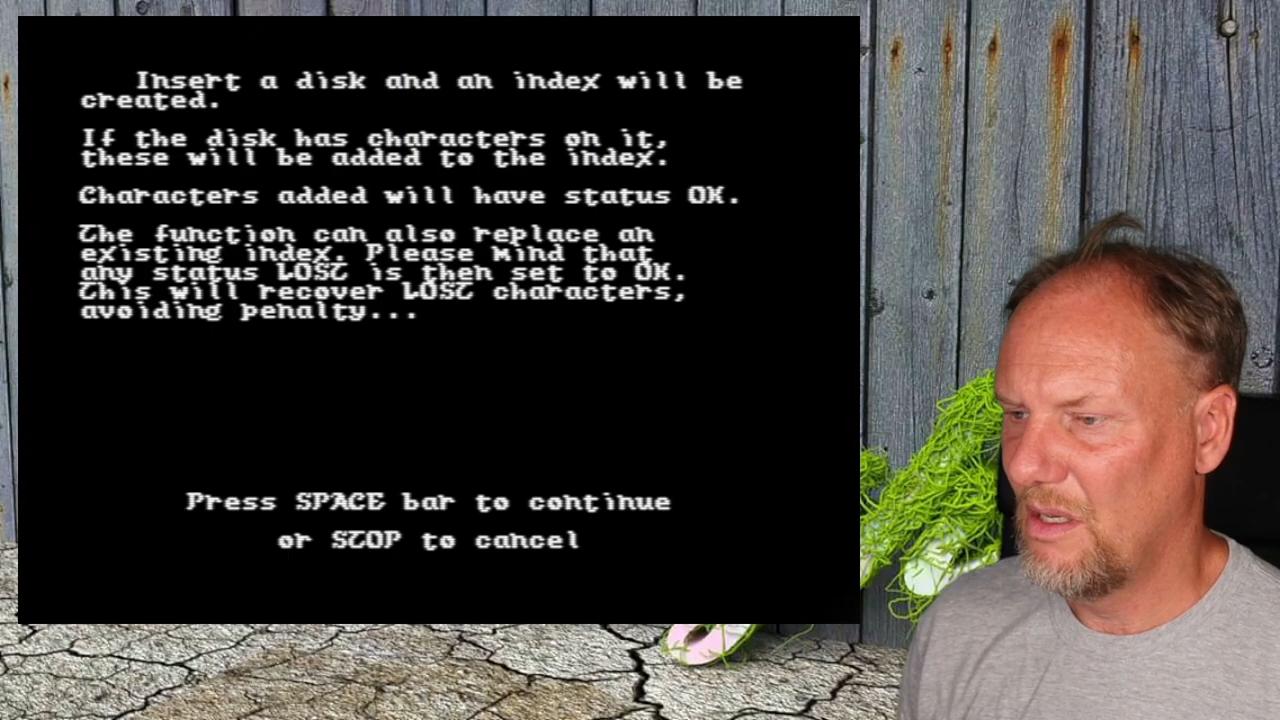 Insert a disk and an index will be
created.
If the disk has characters on it,
these will be added to the index.
Characters added will have status OK.
The function can also replace an
existing index. Please mind that
any status LOST is then set to OK.
This will recover LOST characters,
avoiding penalty...
Press SPACE bar to continue
or STOP to cancel